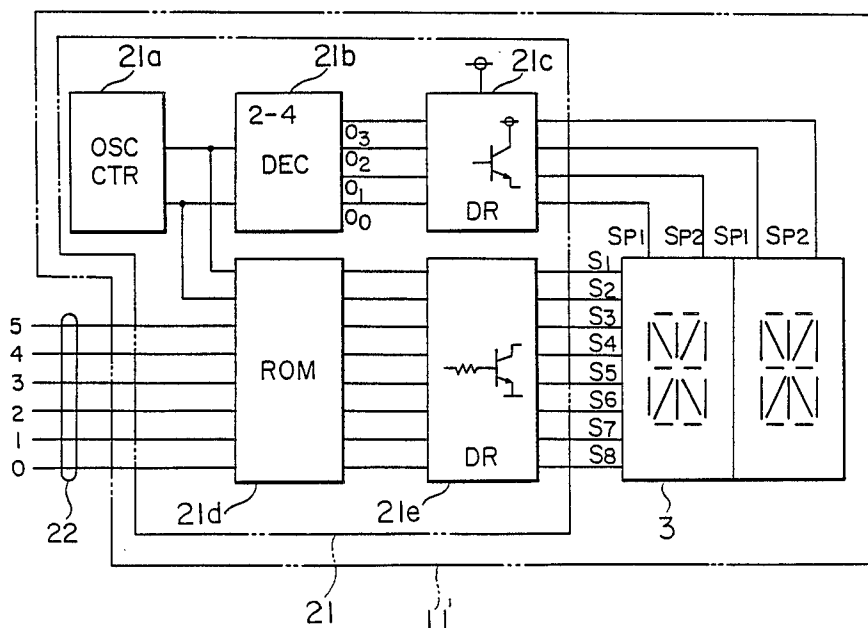 21a
21b
21c
OSC
CTR
2-4
DEC
O3
O2
O1
O0
DR
SP1
SP2
SP1
SP2
S1
S2
S3
S4
S5
S6
S7
S8
5
4
3
2
1
0
ROM
DR
22
21d
21e
3
21
11'